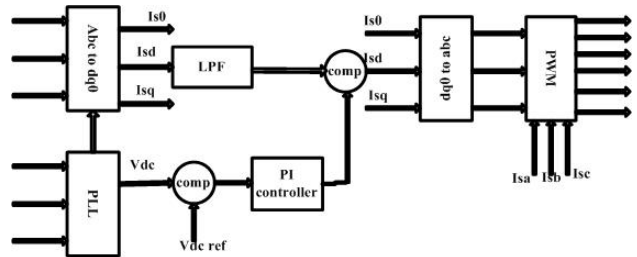 Abc to dq0
Is0
Isd
Isq
LPF
comp
Is0
Isd
Isq
dq0 to abc
PWM
Isa
Isb
Isc
PLL
Vdc
comp
PI
controller
Vdc ref